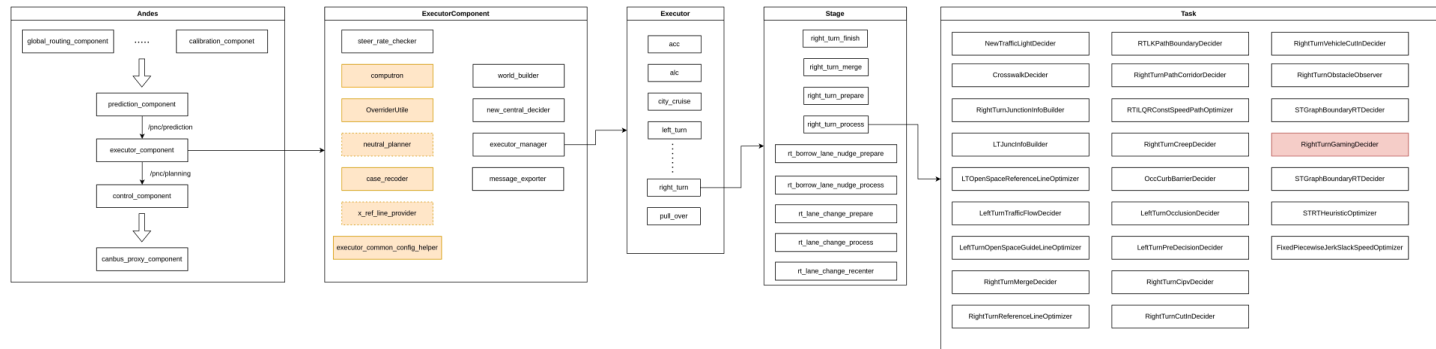 Andes
global_routing_component
.....
calibration_componet
prediction_component
/pnc/prediction
executor_component
/pnc/planning
control_component
canbus_proxy_component
ExecutorComponent
steer_rate_checker
computron
OverriderUtile
neutral_planner
case_recoder
x_ref_line_provider
executor_common_config_helper
world_builder
new_central_decider
executor_manager
message_exporter
Executor
acc
alc
city_cruise
left_turn
right_turn
pull_over
Stage
right_turn_finish
right_turn_merge
right_turn_prepare
right_turn_process
rt_borrow_lane_nudge_prepare
rt_borrow_lane_nudge_process
rt_lane_change_prepare
rt_lane_change_process
rt_lane_change_recenter
Task
NewTrafficLightDecider
CrosswalkDecider
RightTurnJunctionInfoBuilder
LTJuncInfoBuilder
LTOpenSpaceReferenceLineOptimizer
LeftTurnTrafficFlowDecider
LeftTurnOpenSpaceGuideLineOptimizer
RightTurnMergeDecider
RightTurnReferenceLineOptimizer
RTLKPathBoundaryDecider
RightTurnPathCorridorDecider
RTILQRConstSpeedPathOptimizer
RightTurnCreepDecider
OccCurbBarrierDecider
LeftTurnOcclusionDecider
LeftTurnPreDecisionDecider
RightTurnCipvDecider
RightTurnCutInDecider
RightTurnVehicleCutInDecider
RightTurnObstacleObserver
STGraphBoundaryRTDecider
RightTurnGamingDecider
STGraphBoundaryRTDecider
STRTHeuristicOptimizer
FixedPiecewiseJerkSlackSpeedOptimizer